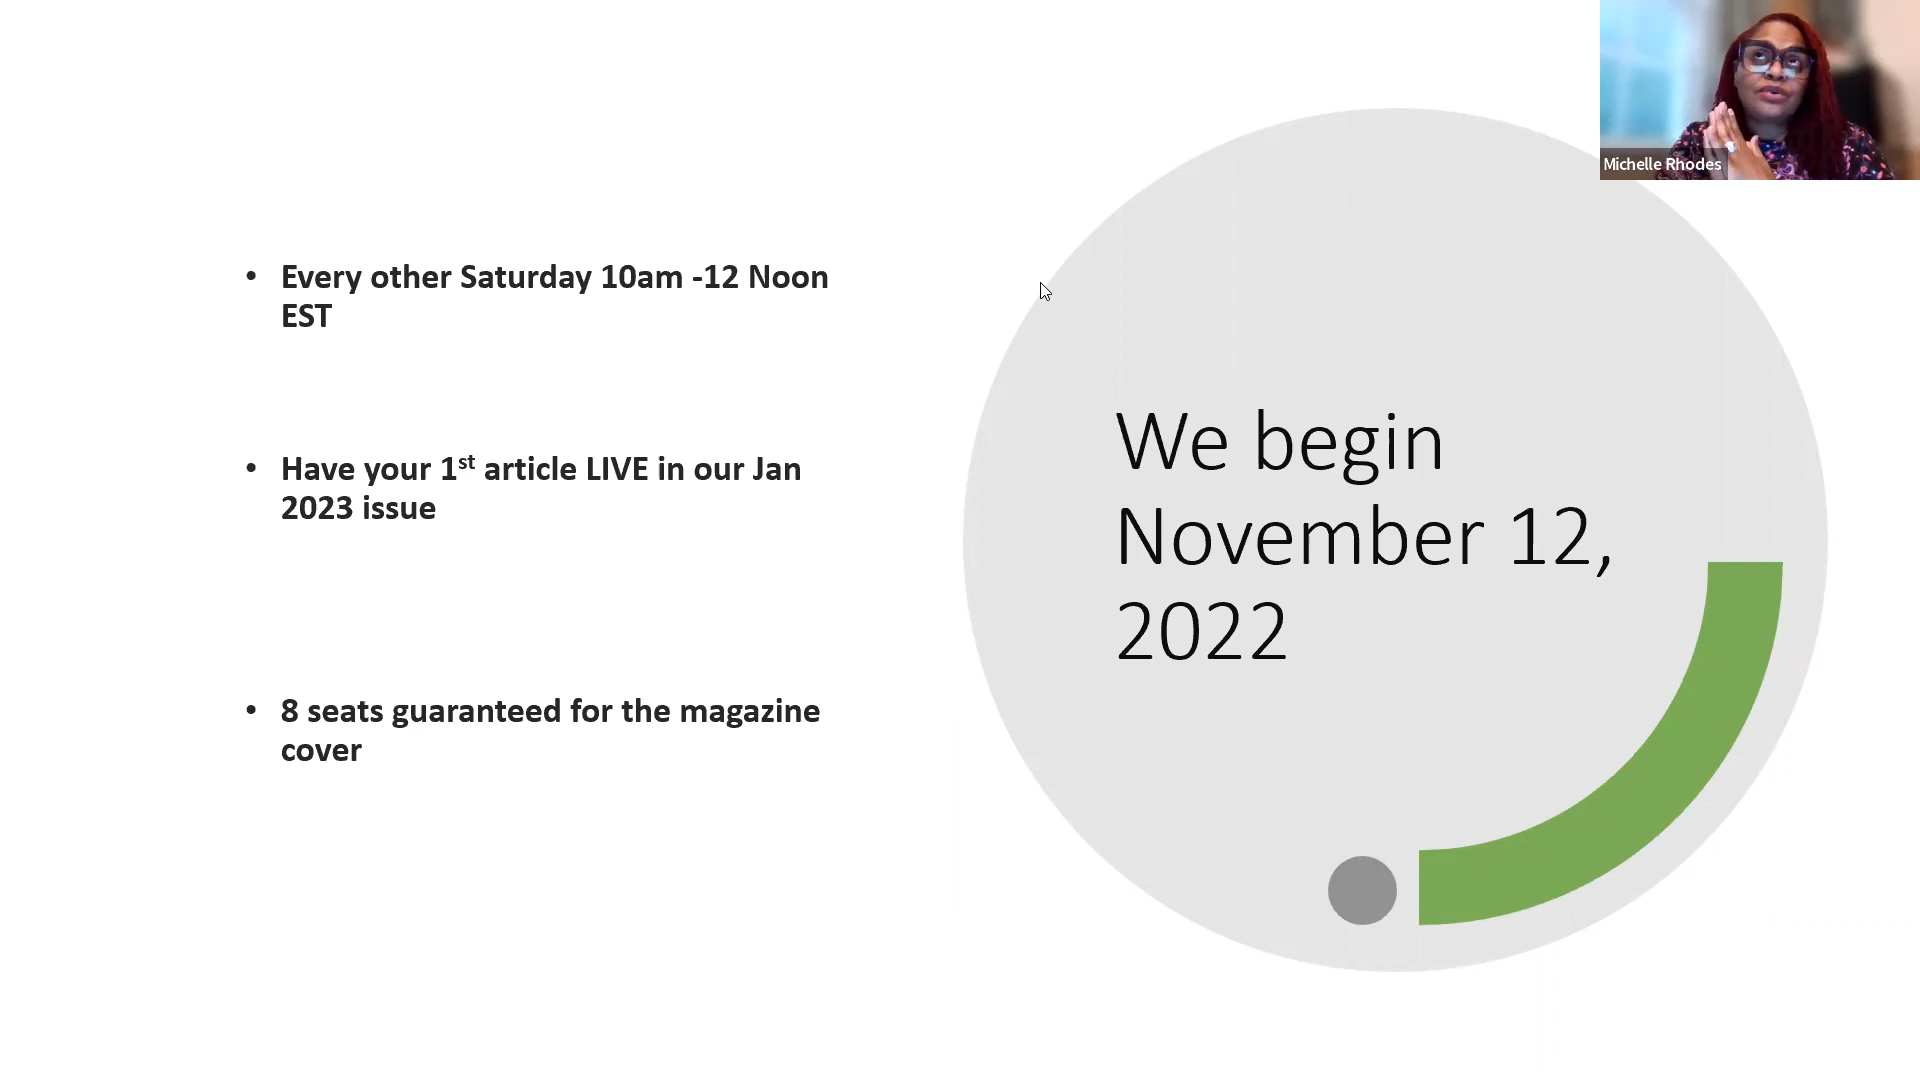 Michelle Rhodes
• Every other Saturday 10am -12 Noon
EST
• Have your 1st article LIVE in our Jan
2023 issue
• 8 seats guaranteed for the magazine
cover
We begin
November 12,
2022